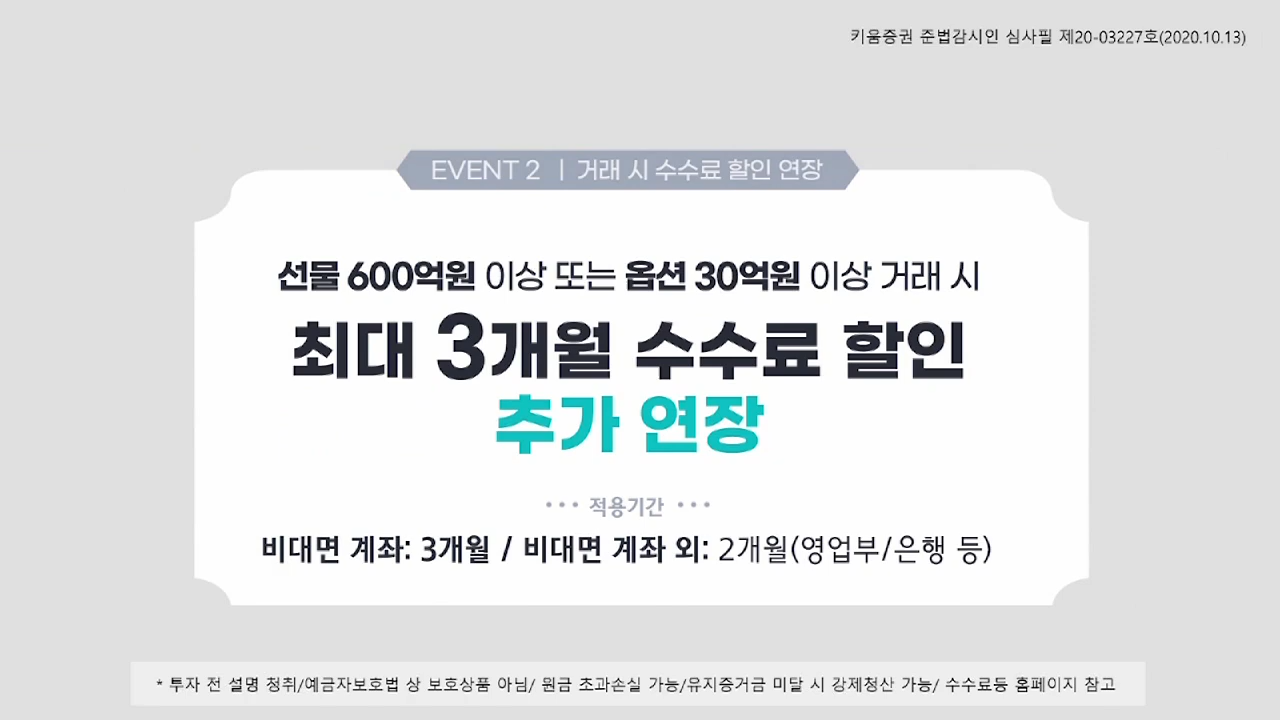 키움증권 준법감시인 심사필 제20-03227호(2020.10.13)
EVENT 2 | 거래 시 수수료 할인 연장
선물 600억원 이상 또는 옵션 30억원 이상 거래 시
최대 3개월 수수료 할인
추가 연장
··· 적용기간 ···
비대면 계좌: 3개월 / 비대면 계좌 외: 2개월(영업부/은행 등)
* 투자 전 설명 청취/예금자보호법 상 보호상품 아님/ 원금 초과손실 가능/유지증거금 미달 시 강제청산 가능/ 수수료등 홈페이지 참고